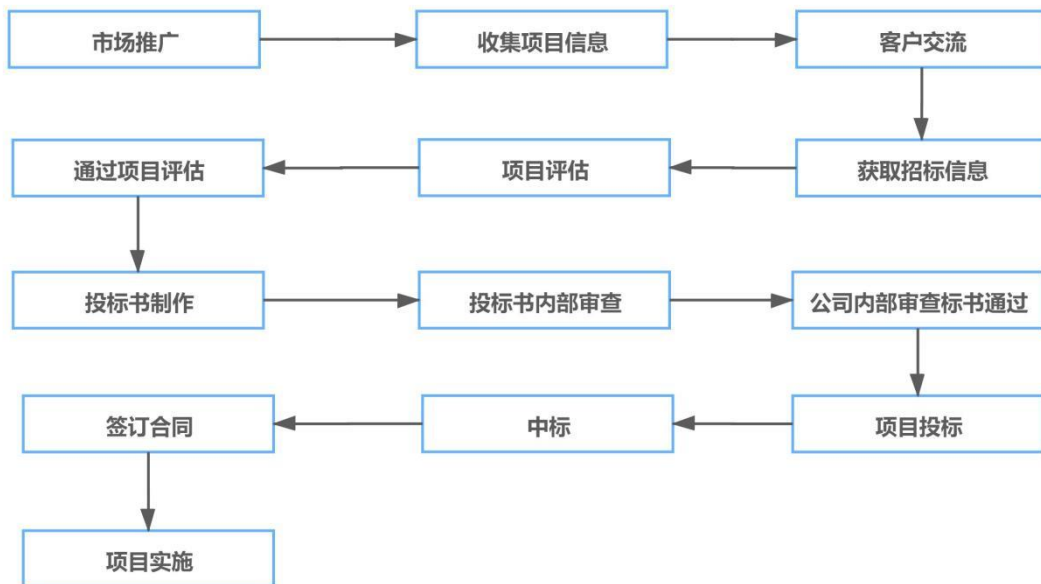 市场推广
收集项目信息
客户交流
获取招标信息
项目评估
通过项目评估
投标书制作
投标书内部审查
公司内部审查标书通过
项目投标
中标
签订合同
项目实施